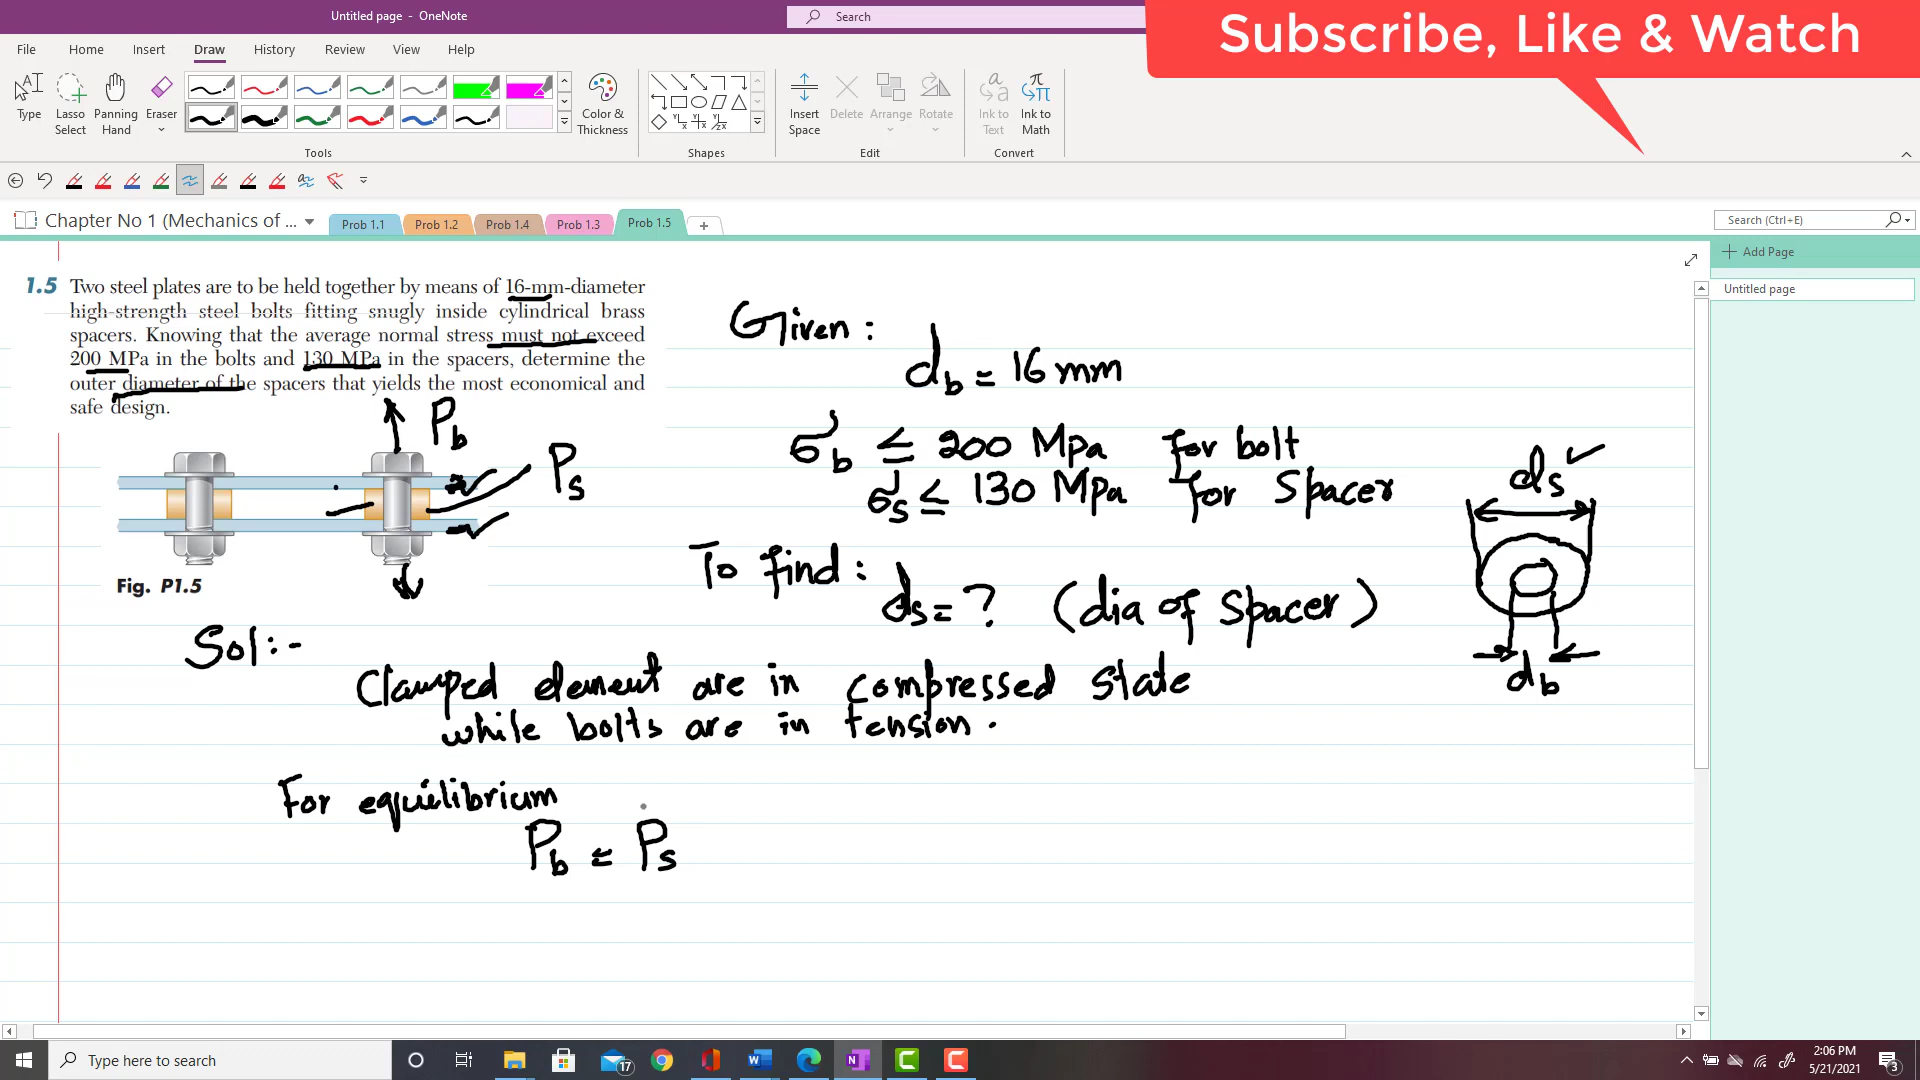 Untitled page - OneNote
Search
Subscribe, Like & Watch
File Home Insert Draw History Review View Help
Type
Lasso Select
Panning Hand
Eraser
Color & Thickness
Insert Space
Delete
Arrange
Rotate
Ink to Text
Ink to Math
Tools
Shapes
Edit
Convert
Chapter No 1 (Mechanics of ...
Prob 1.1
Prob 1.2
Prob 1.4
Prob 1.3
Prob 1.5
Search (Ctrl+E)
Add Page
Untitled page
1.5 Two steel plates are to be held together by means of 16-mm-diameter
high-strength steel bolts fitting snugly inside cylindrical brass
spacers. Knowing that the average normal stress must not exceed
200 MPa in the bolts and 130 MPa in the spacers, determine the
outer diameter of the spacers that yields the most economical and
safe design.
Pb
Ps
Fig. P1.5
Given:
db = 16 mm
σb ≤ 200 Mpa for bolt
σs ≤ 130 Mpa for Spacer
To find:
ds = ? (dia of spacer)
ds
db
Sol:-
Clamped element are in compressed state
while bolts are in tension.
For equilibrium
Pb = Ps
Type here to search
17
2:06 PM
5/21/2021
3